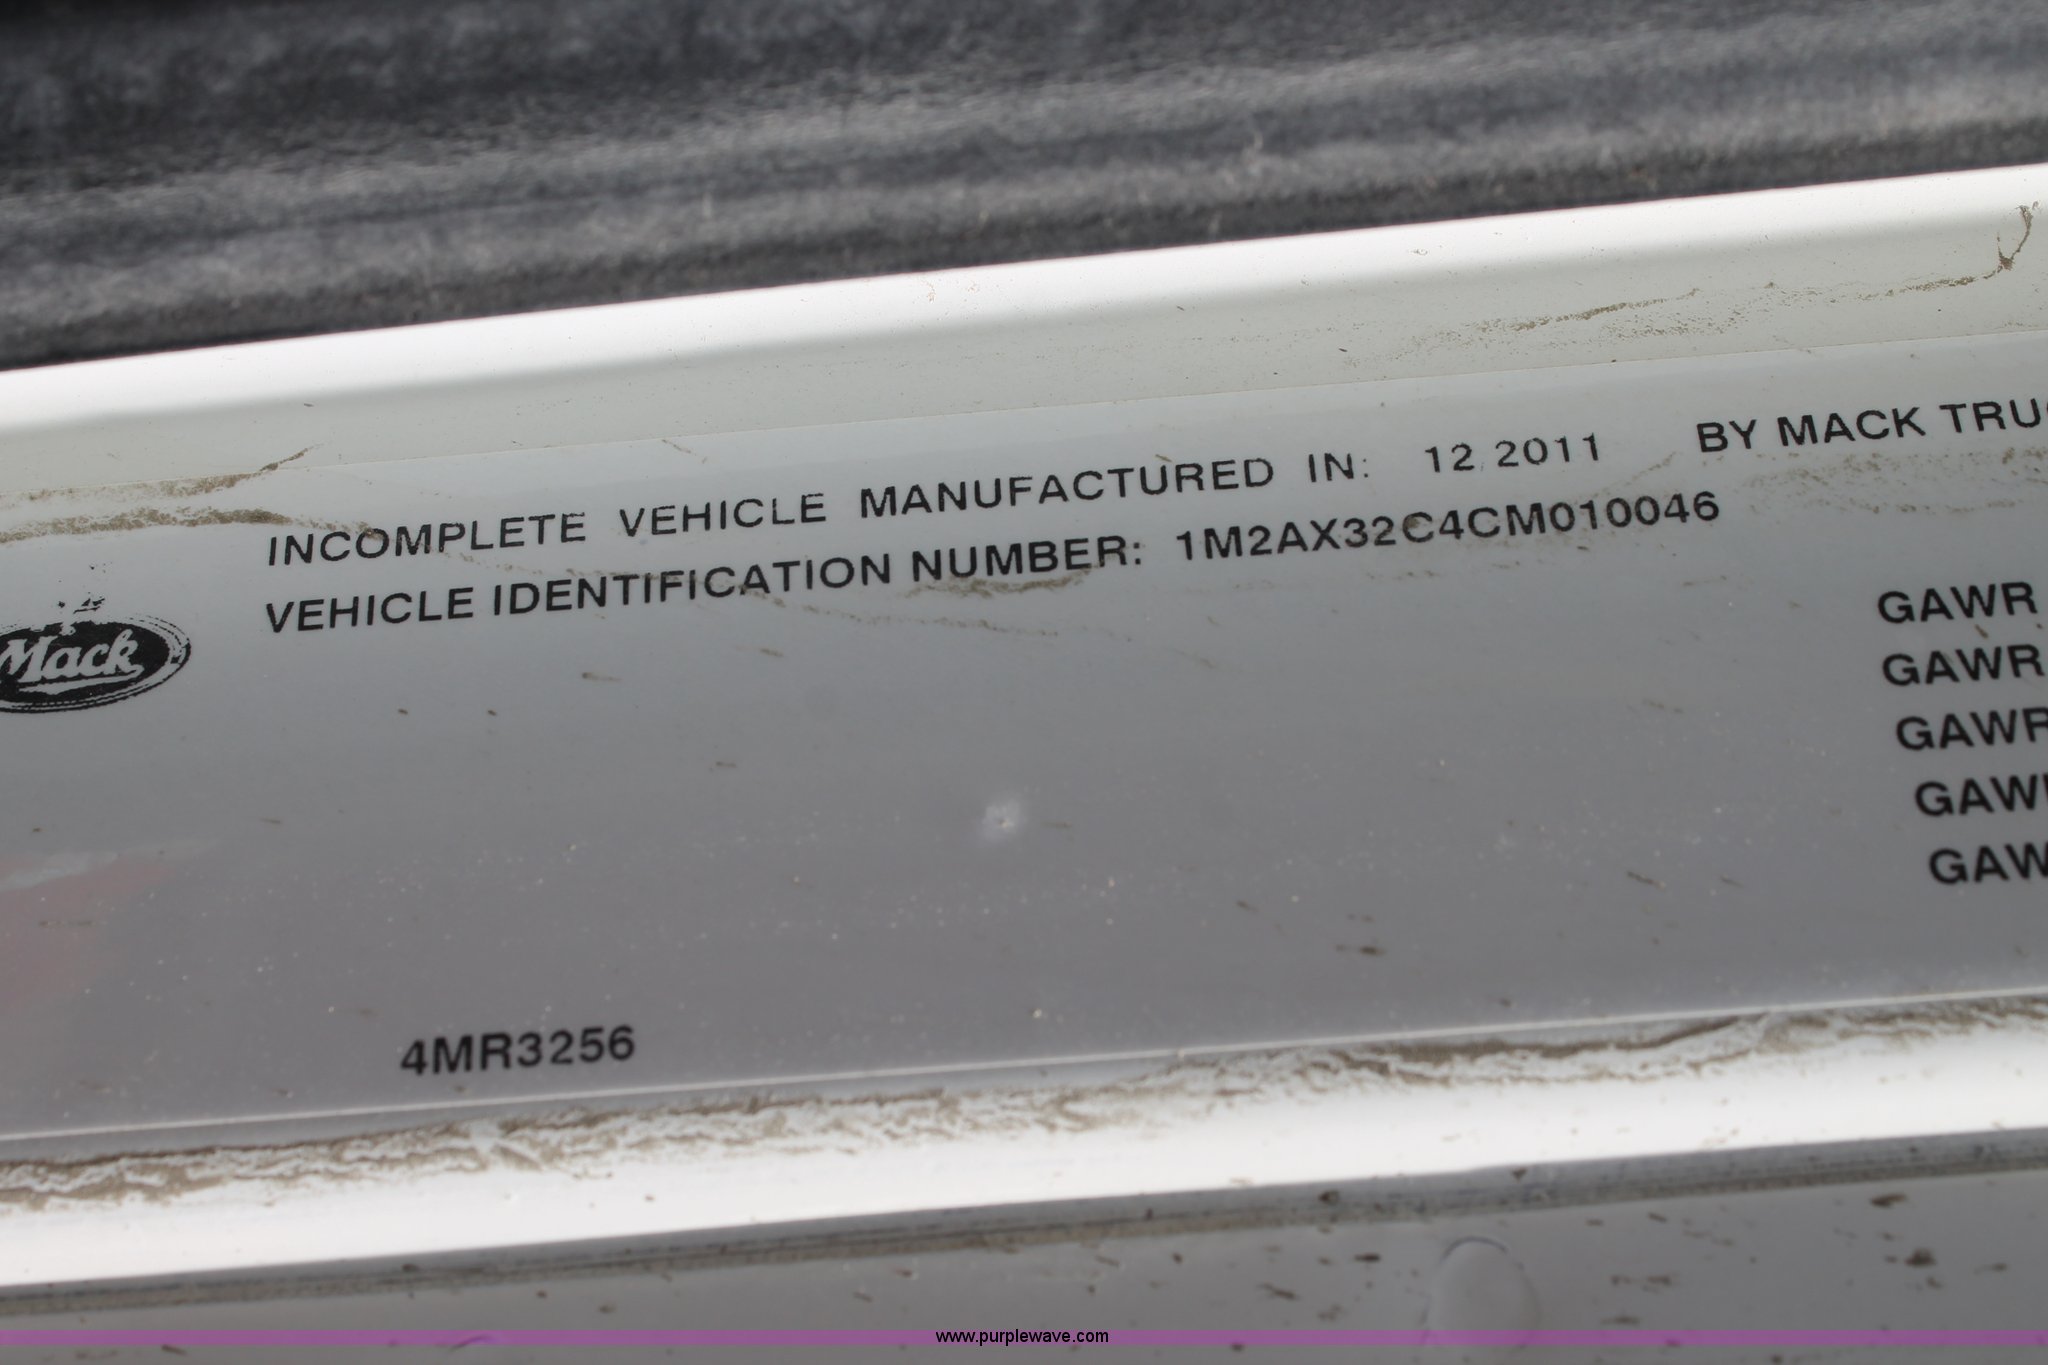 INCOMPLETE VEHICLE MANUFACTURED IN: 12 2011 BY MACK
VEHICLE IDENTIFICATION NUMBER: 1M2AX32C4CM010046
Mack
GAWR
GAWR
GAWR
4MR3256
www.purplewave.com